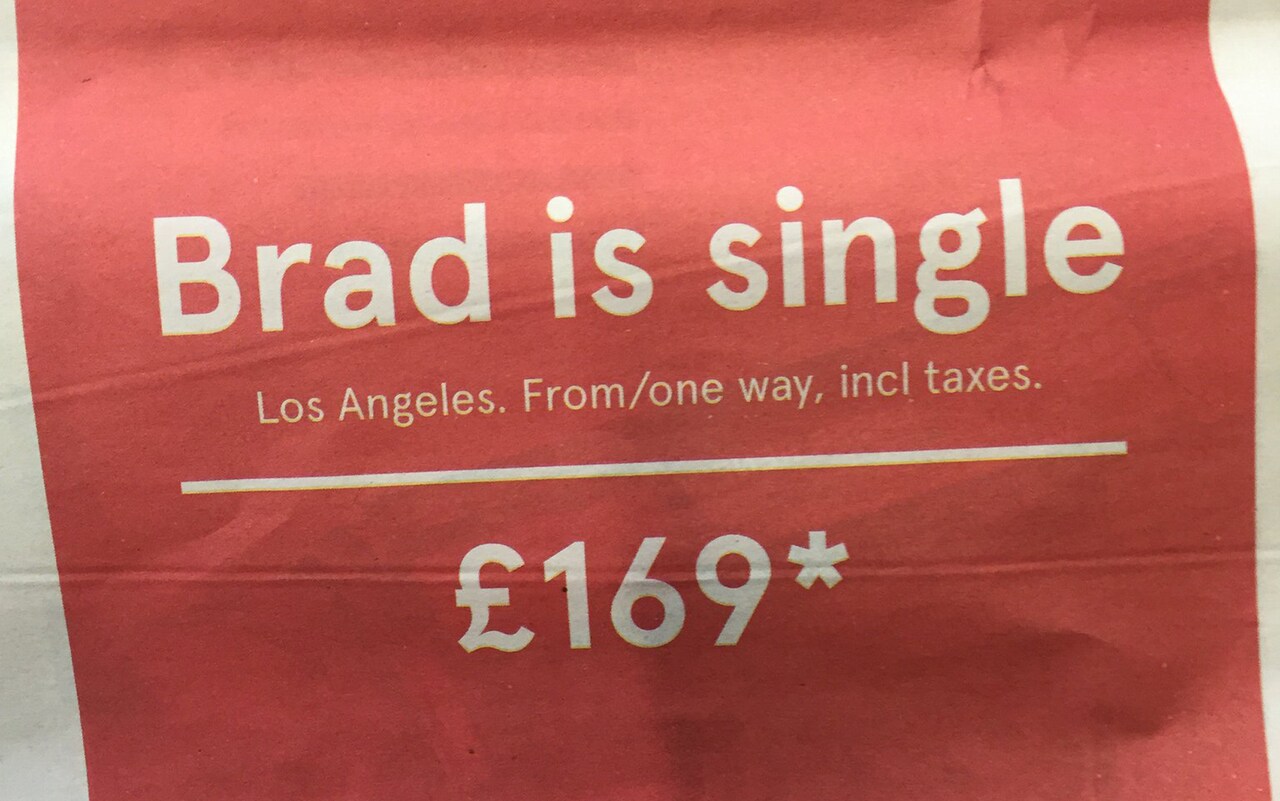 Brad is single
Los Angeles. From/one way, incl taxes.
£169*